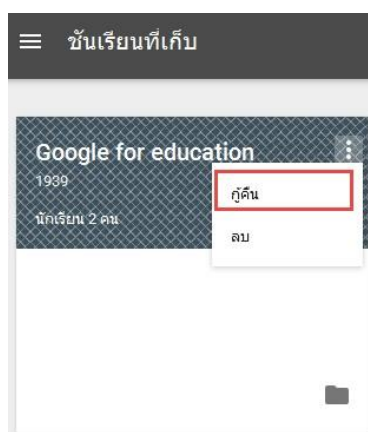 ชั้นเรียนที่เก็บ
Google for education
1939
นักเรียน 2 คน
กู้คืน
ลบ